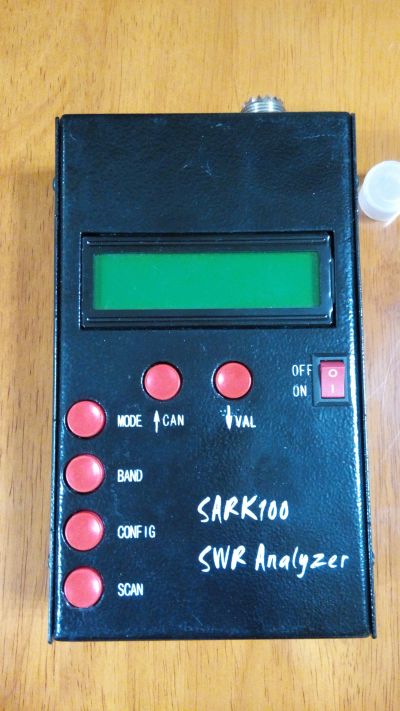 OFF O
ON I
MODE ↑CAN ↓VAL
BAND
CONFIG
SARK100
SWR Analyzer
SCAN